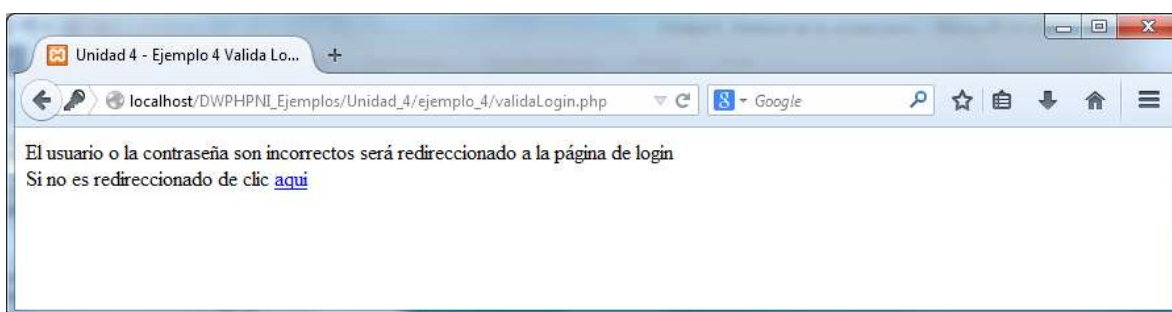 Unidad 4 - Ejemplo 4 Valida Lo...
localhost/DWPHPNI_Ejemplos/Unidad_4/ejemplo_4/validaLogin.php
Google
El usuario o la contraseña son incorrectos será redireccionado a la página de login
Si no es redireccionado de clic aqui